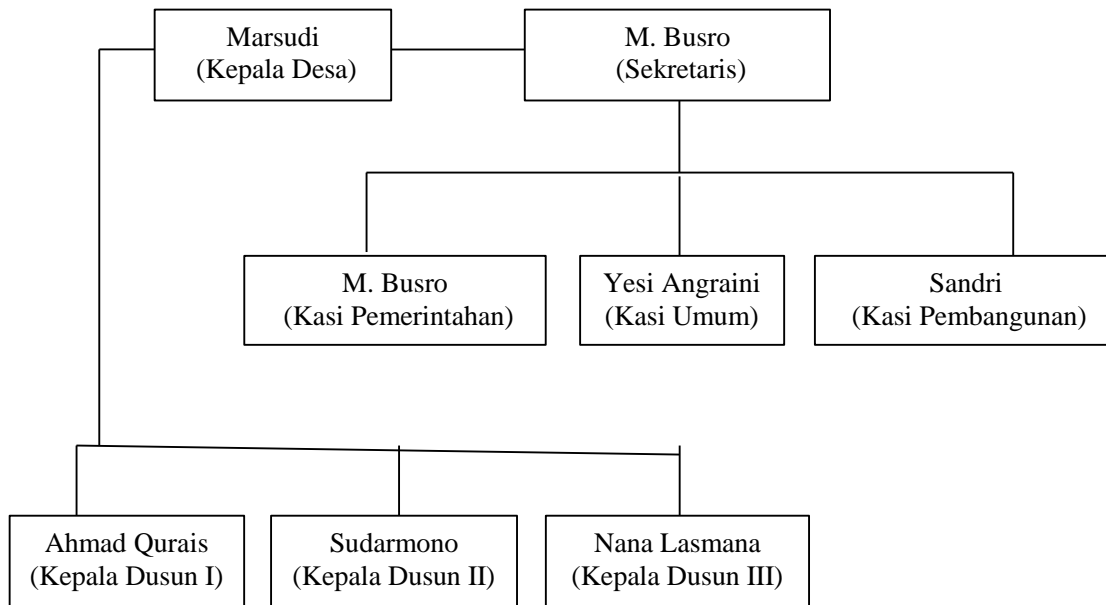 Marsudi
(Kepala Desa)
M. Busro
(Sekretaris)
M. Busro
(Kasi Pemerintahan)
Yesi Angraini
(Kasi Umum)
Sandri
(Kasi Pembangunan)
Ahmad Qurais
(Kepala Dusun I)
Sudarmono
(Kepala Dusun II)
Nana Lasmana
(Kepala Dusun III)